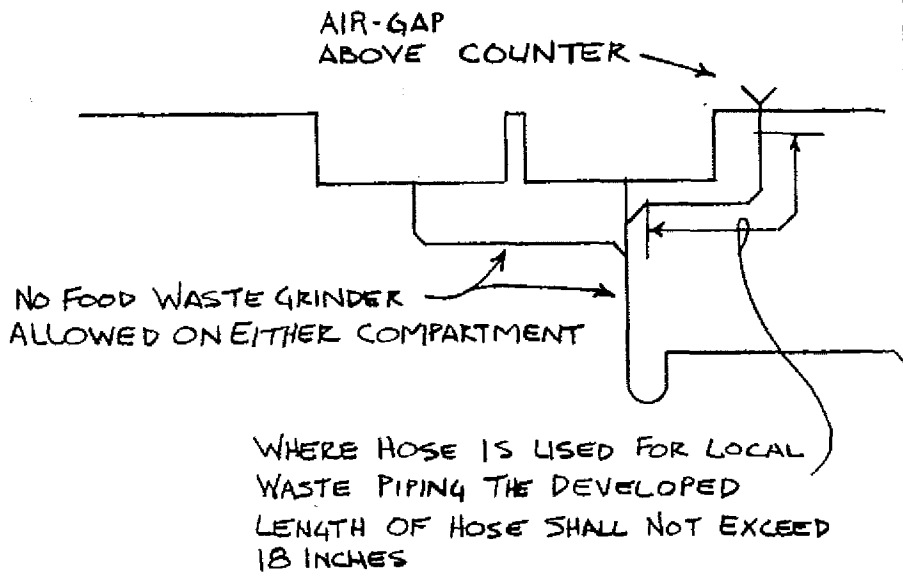 AIR-GAP
ABOVE COUNTER
NO FOOD WASTE GRINDER
ALLOWED ON EITHER COMPARTMENT
WHERE HOSE IS USED FOR LOCAL
WASTE PIPING THE DEVELOPED
LENGTH OF HOSE SHALL NOT EXCEED
18 INCHES